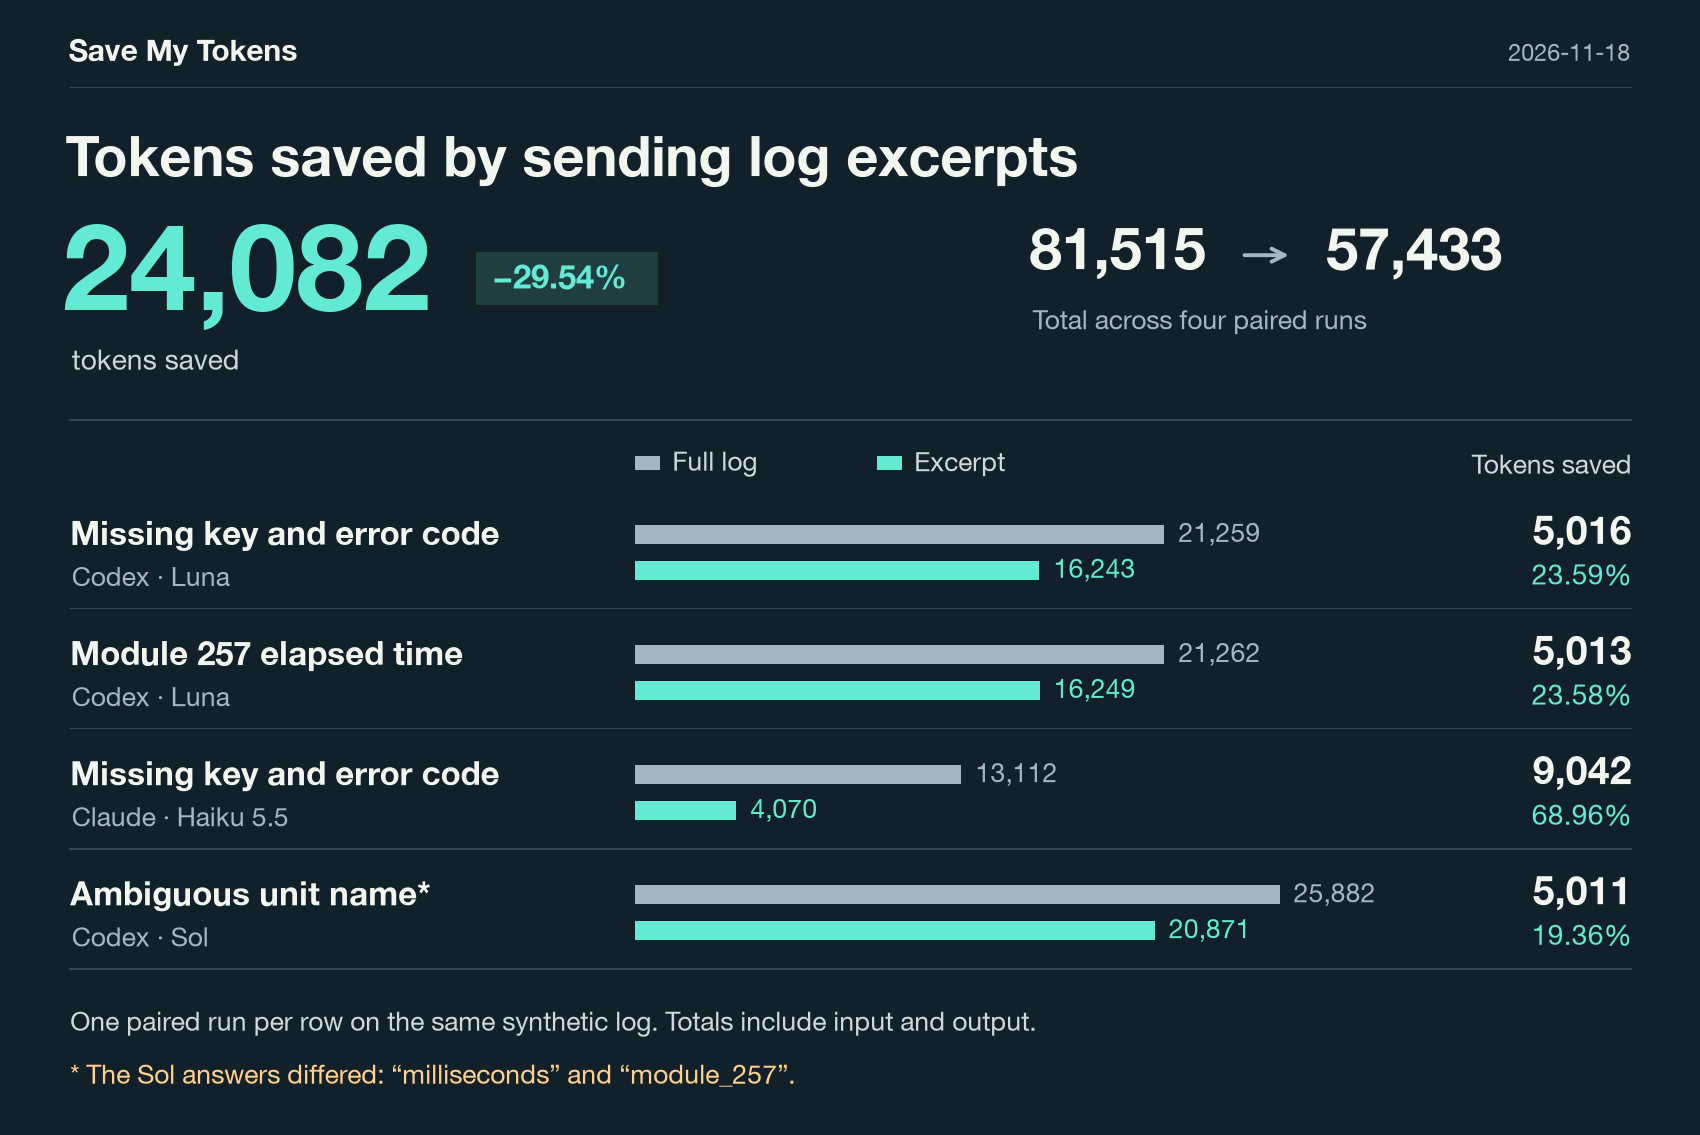 Save My Tokens
2026-11-18
Tokens saved by sending log excerpts
24,082
−29.54%
tokens saved
81,515 → 57,433
Total across four paired runs
Full log
Excerpt
Tokens saved
Missing key and error code
Codex · Luna
21,259
16,243
5,016
23.59%
Module 257 elapsed time
Codex · Luna
21,262
16,249
5,013
23.58%
Missing key and error code
Claude · Haiku 5.5
13,112
4,070
9,042
68.96%
Ambiguous unit name*
Codex · Sol
25,882
20,871
5,011
19.36%
One paired run per row on the same synthetic log. Totals include input and output.
* The Sol answers differed: “milliseconds” and “module_257”.